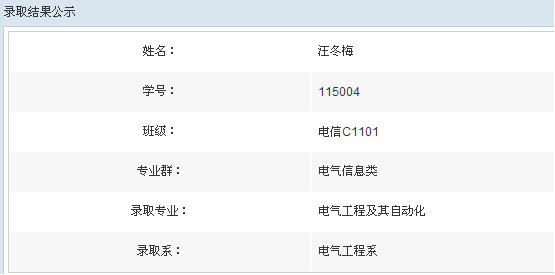 录取结果公示
姓名： 汪冬梅
学号： 115004
班级： 电信C1101
专业群： 电气信息类
录取专业： 电气工程及其自动化
录取系： 电气工程系